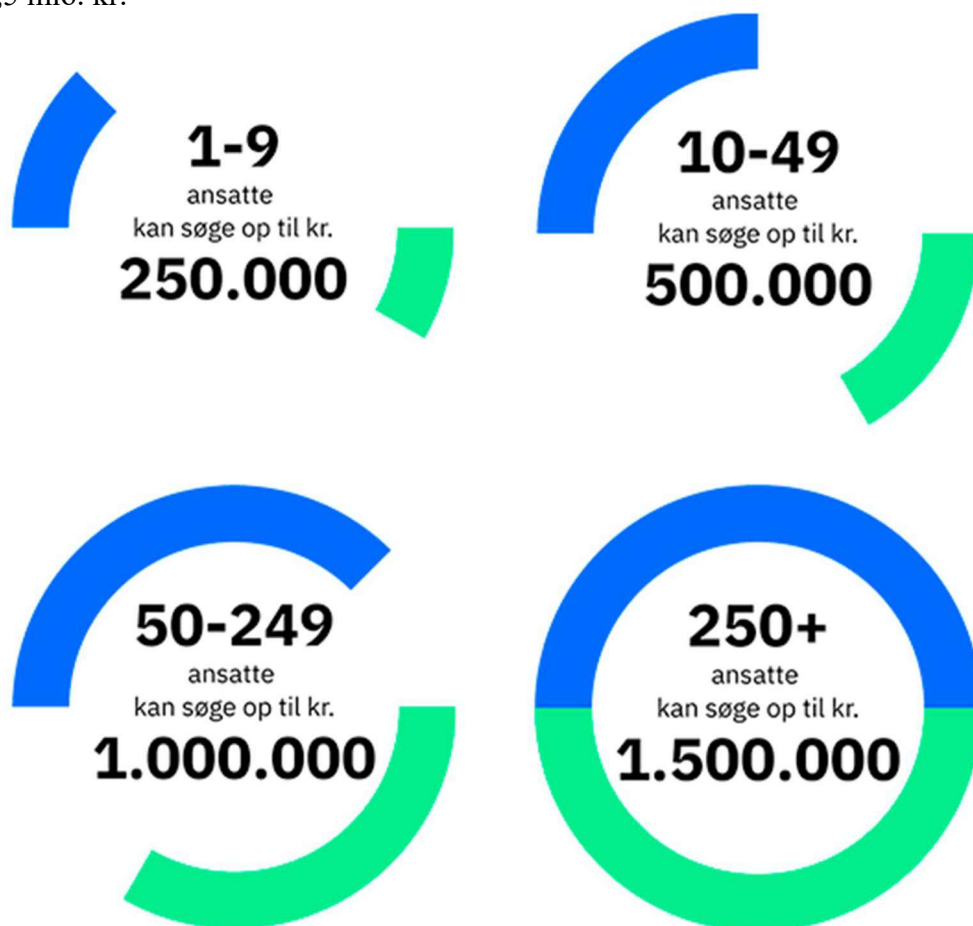 mio. kr.
1-9
ansatte
kan søge op til kr.
250.000
10-49
ansatte
kan søge op til kr.
500.000
50-249
ansatte
kan søge op til kr.
1.000.000
250+
ansatte
kan søge op til kr.
1.500.000